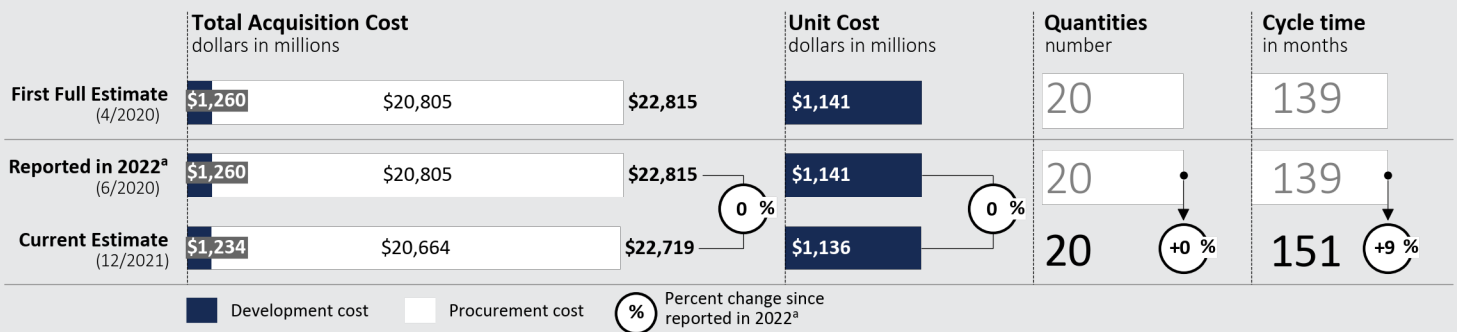 Total Acquisition Cost
dollars in millions
Unit Cost
dollars in millions
Quantities
number
Cycle time
in months
First Full Estimate
(4/2020)
$1,260
$20,805
$22,815
$1,141
20
139
Reported in 2022ᵃ
(6/2020)
$1,260
$20,805
$22,815
$1,141
20
139
0 %
0 %
Current Estimate
(12/2021)
$1,234
$20,664
$22,719
$1,136
20
+0 %
151
+9 %
Development cost
Procurement cost
%
Percent change since
reported in 2022ᵃ